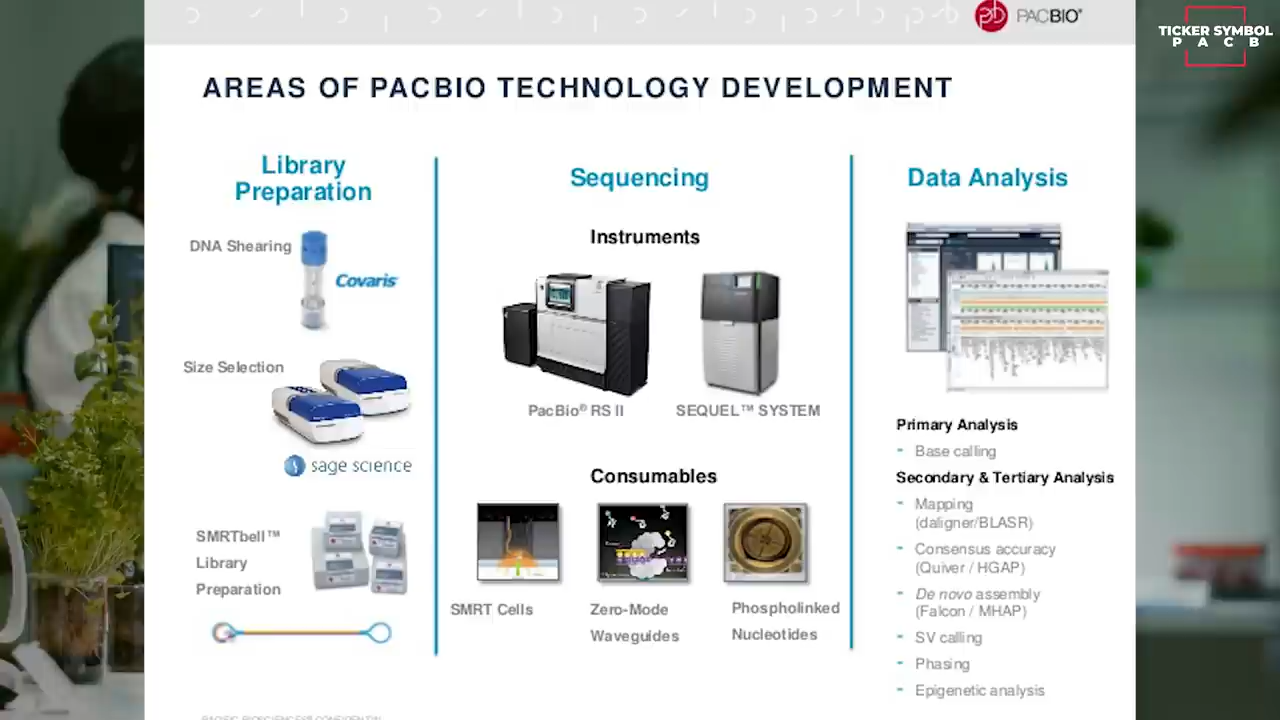 PACBIO®
TICKER SYMBOL
P A C B
AREAS OF PACBIO TECHNOLOGY DEVELOPMENT
Library
Preparation
DNA Shearing
Covaris
Size Selection
sage science
SMRTbell™
Library
Preparation
Sequencing
Instruments
PacBio® RS II
SEQUEL™ SYSTEM
Consumables
SMRT Cells
Zero-Mode
Waveguides
Phospholinked
Nucleotides
Data Analysis
Primary Analysis
- Base calling
Secondary & Tertiary Analysis
- Mapping
(daligner/BLASR)
- Consensus accuracy
(Quiver / HGAP)
- De novo assembly
(Falcon / MHAP)
- SV calling
- Phasing
- Epigenetic analysis